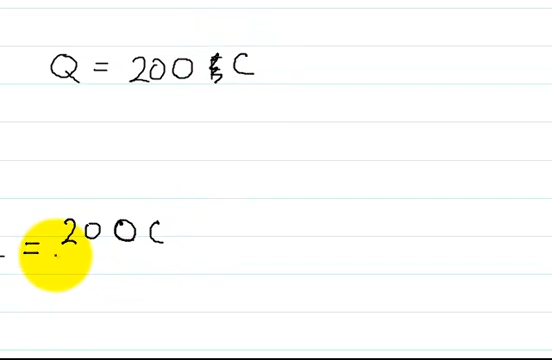 Q = 200 C
= 200 C